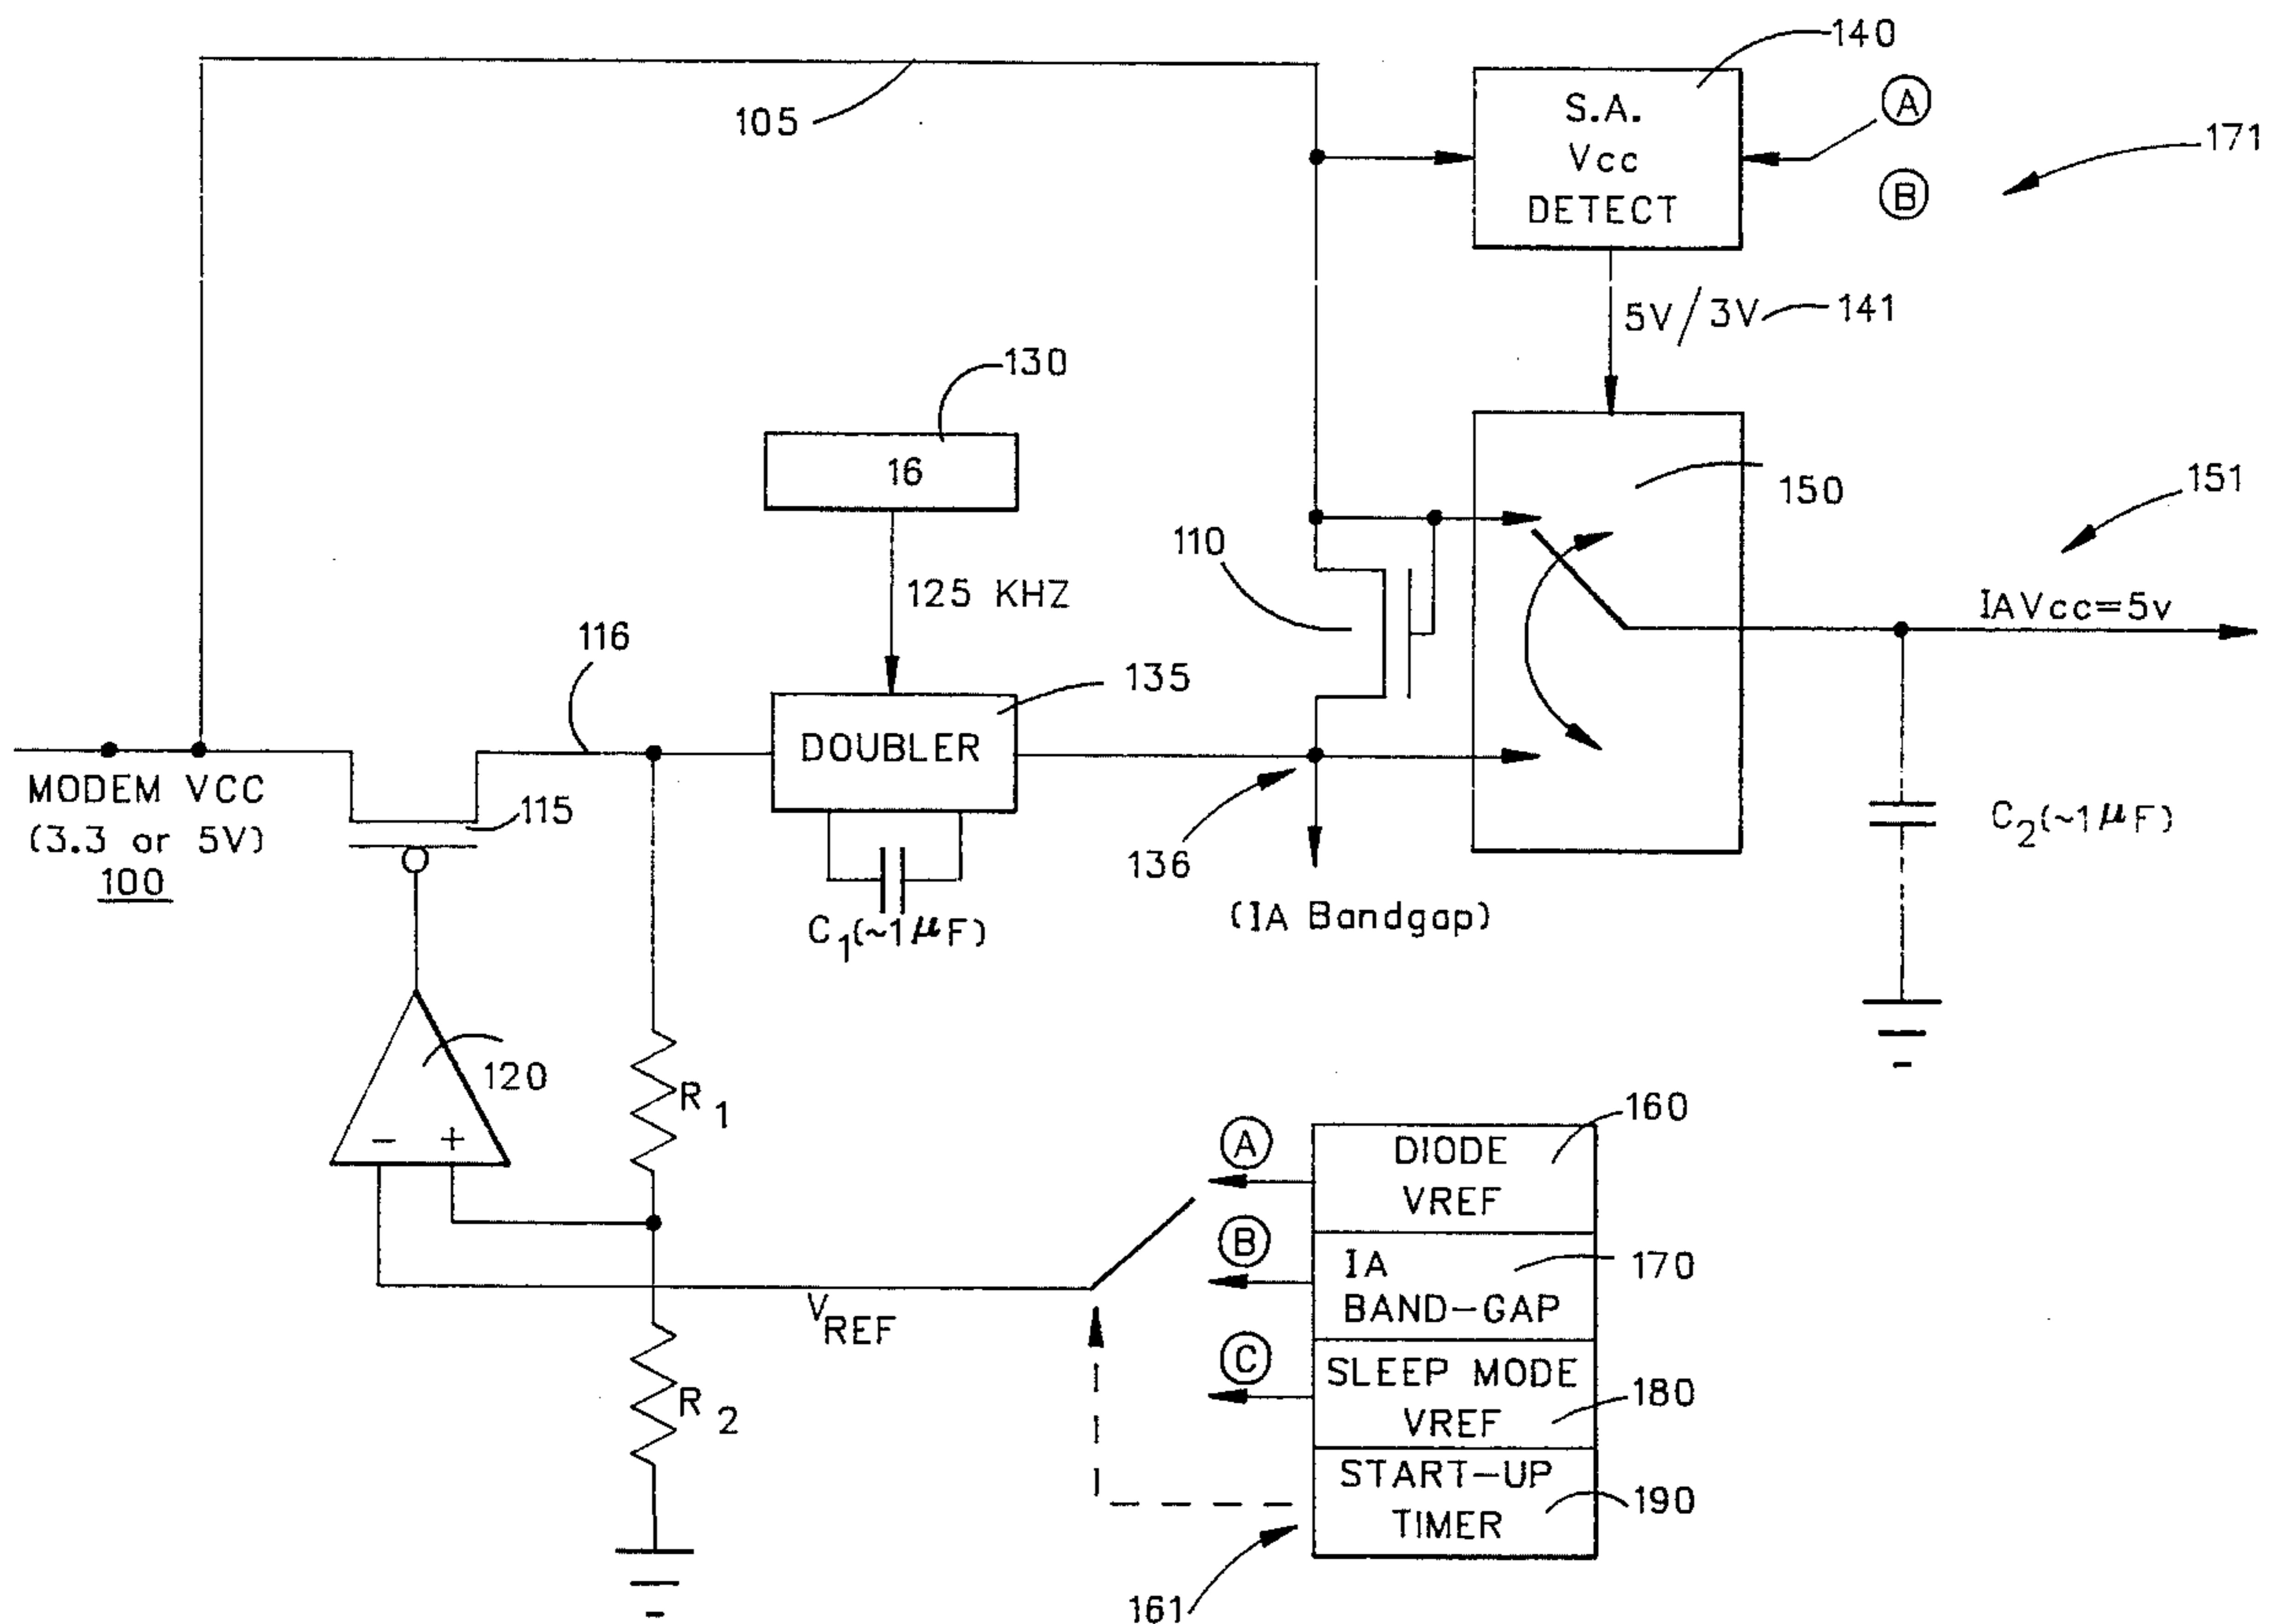 140
S.A.
Vcc
DETECT
A
B
171
105
5V/3V
141
130
16
125 KHZ
150
151
110
IAVcc=5v
116
135
DOUBLER
MODEM VCC
(3.3 or 5V)
100
115
136
C1(~1μF)
(IA Bandgap)
C2(~1μF)
120
- +
R1
R2
VREF
160
A
DIODE
VREF
B
IA
BAND-GAP
170
C
SLEEP MODE
VREF
180
START-UP
TIMER
190
161